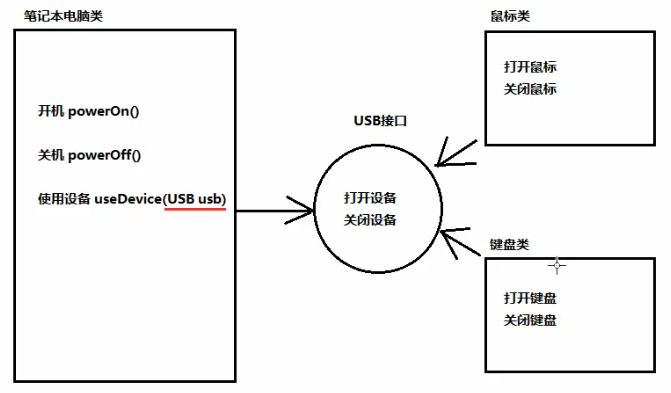 笔记本电脑类
开机 powerOn()
关机 powerOff()
使用设备 useDevice(USB usb)
USB接口
打开设备
关闭设备
鼠标类
打开鼠标
关闭鼠标
键盘类
打开键盘
关闭键盘